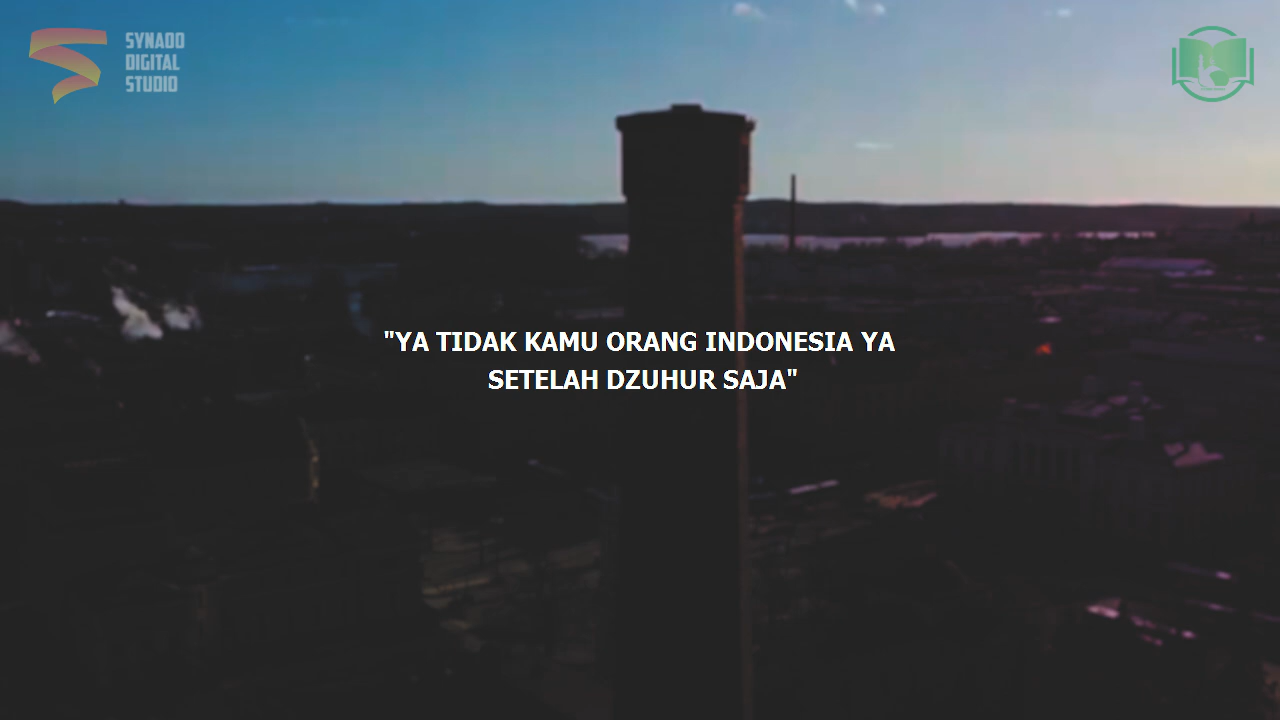 SYNADO
DIGITAL
STUDIO
"YA TIDAK KAMU ORANG INDONESIA YA
SETELAH DZUHUR SAJA"